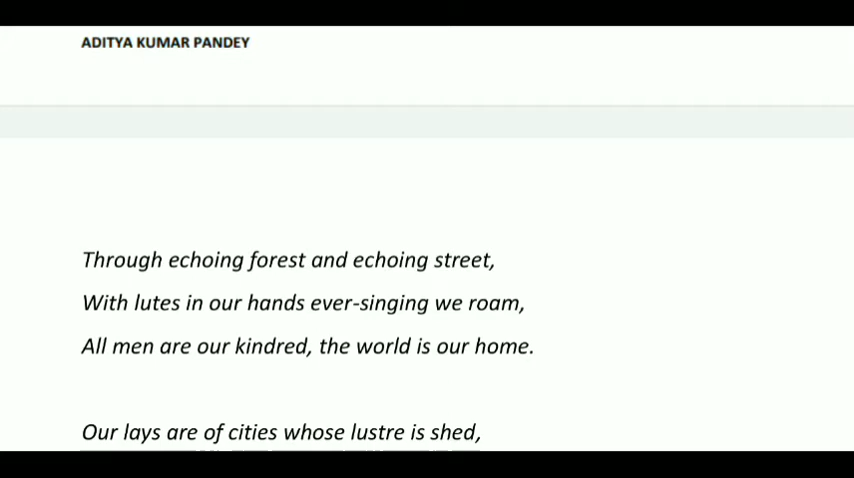 ADITYA KUMAR PANDEY
Through echoing forest and echoing street,
With lutes in our hands ever-singing we roam,
All men are our kindred, the world is our home.
Our lays are of cities whose lustre is shed,